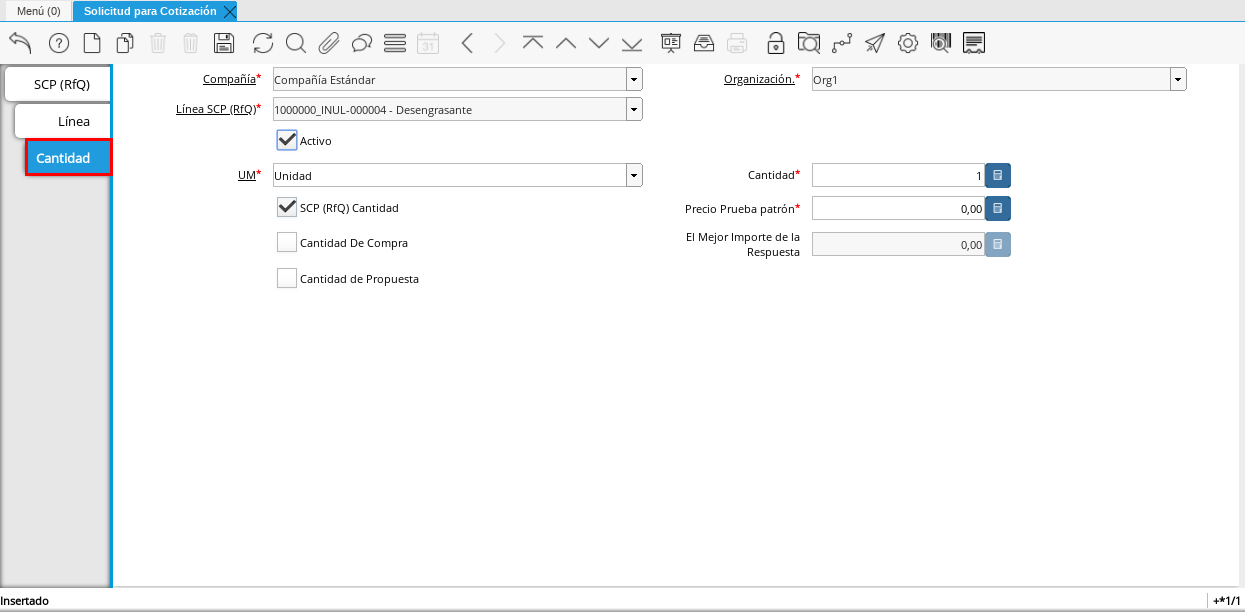 Menú (0)
Solicitud para Cotización
31
SCP (RfQ)
Línea
Cantidad
Compañía*
Compañía Estándar
Organización.*
Org1
Línea SCP (RfQ)*
1000000_INUL-000004 - Desengrasante
Activo
UM*
Unidad
Cantidad*
1
SCP (RfQ) Cantidad
Precio Prueba patrón*
0,00
Cantidad De Compra
El Mejor Importe de la
Respuesta
0,00
Cantidad de Propuesta
Insertado
+*1/1